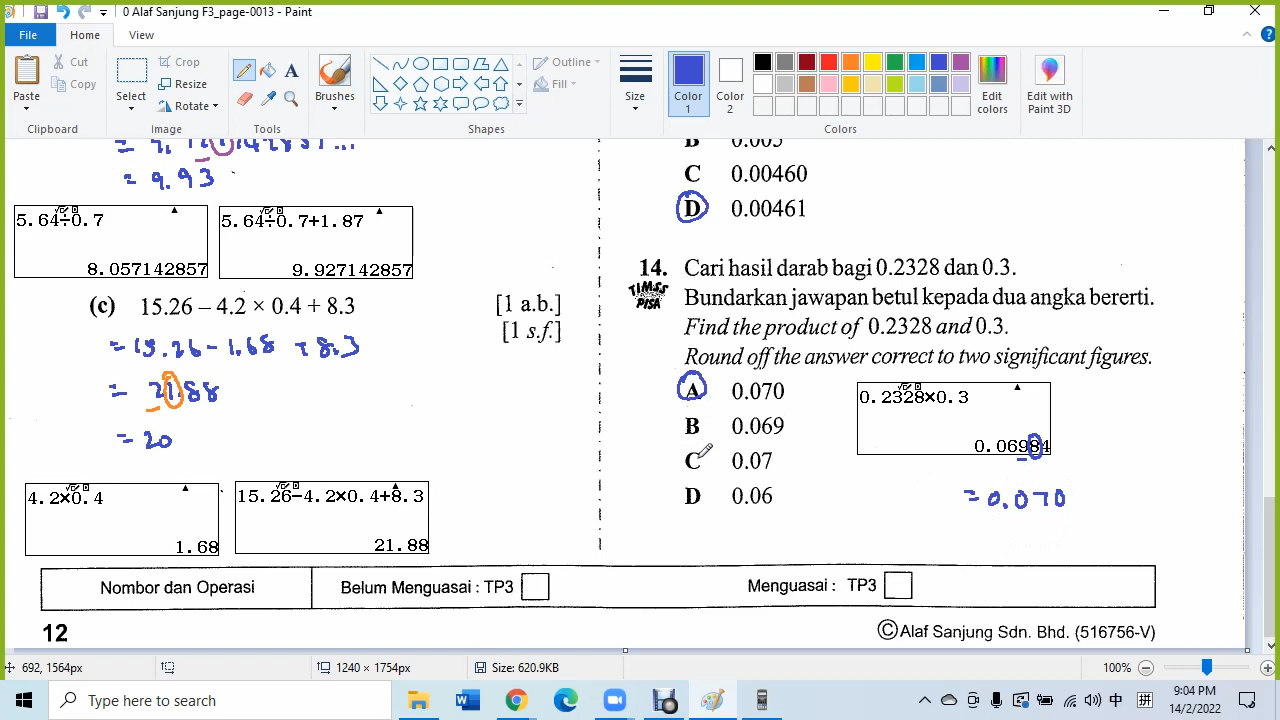 0 Alaf Sanjung F3_page-0013 - Paint
File
Home
View
Paste
Cut
Copy
Clipboard
Select
Crop
Resize
Rotate
Image
Tools
Brushes
Shapes
Outline
Fill
Size
Color 1
Color 2
Colors
Edit colors
Edit with Paint 3D
= 9.93
5.64÷0.7
8.057142857
5.64÷0.7+1.87
9.927142857
(c) 15.26 – 4.2 × 0.4 + 8.3 [1 a.b.]
[1 s.f.]
= 15.26 - 1.68 + 8.3
= 21.88
= 20
4.2×0.4
1.68
15.26-4.2×0.4+8.3
21.88
B 0.005
C 0.00460
D 0.00461
14. Cari hasil darab bagi 0.2328 dan 0.3.
TIMSS PISA
Bundarkan jawapan betul kepada dua angka bererti.
Find the product of 0.2328 and 0.3.
Round off the answer correct to two significant figures.
A 0.070
B 0.069
C 0.07
D 0.06
0.2328×0.3
0.06984
= 0.070
Nombor dan Operasi
Belum Menguasai : TP3
Menguasai : TP3
12
©Alaf Sanjung Sdn. Bhd. (516756-V)
692, 1564px
1240 × 1754px
Size: 620.9KB
100%
Type here to search
中
拼
9:04 PM
14/2/2022